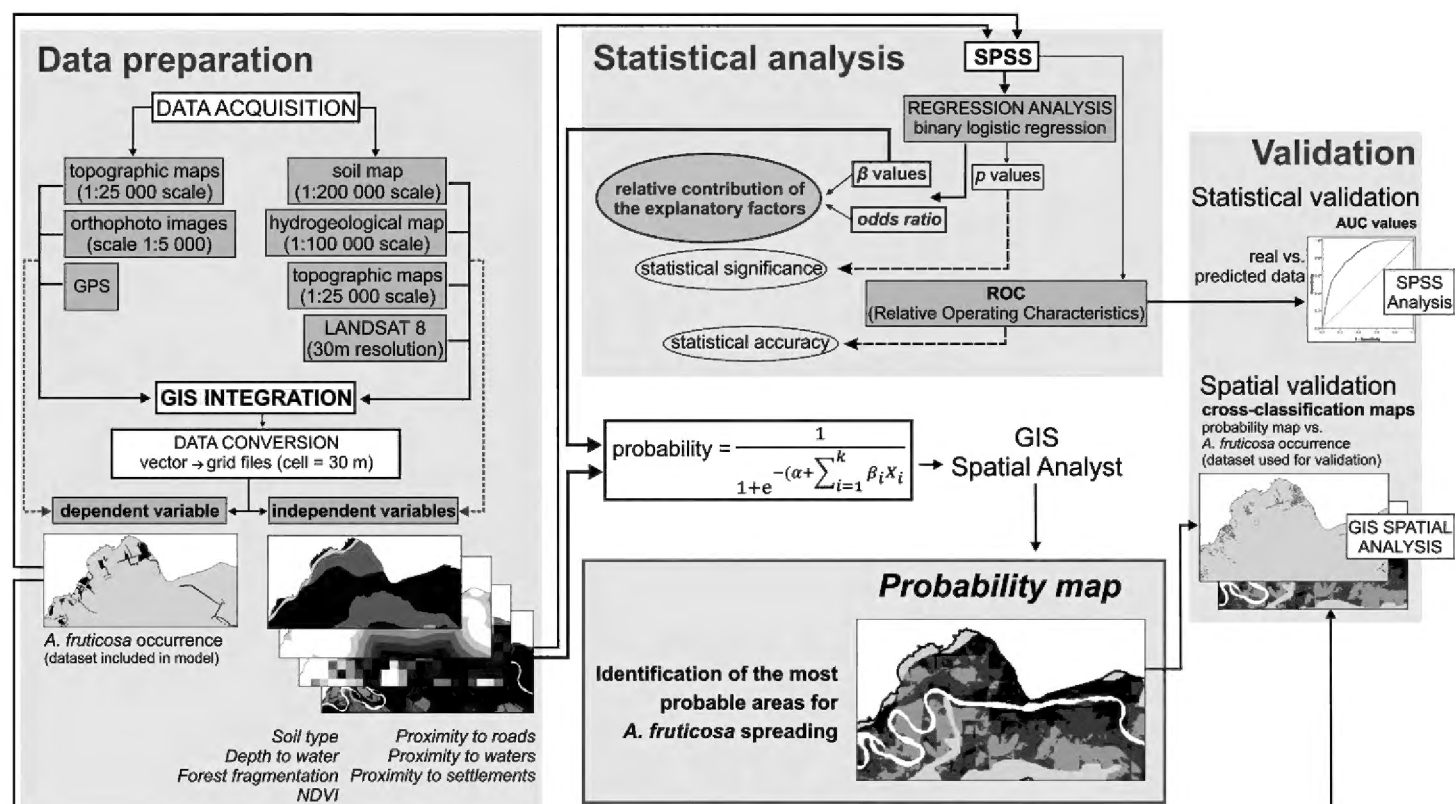 Data preparation
DATA ACQUISITION
topographic maps
(1:25 000 scale)
orthophoto images
(scale 1:5 000)
GPS
soil map
(1:200 000 scale)
hydrogeological map
(1:100 000 scale)
topographic maps
(1:25 000 scale)
LANDSAT 8
(30m resolution)
GIS INTEGRATION
DATA CONVERSION
vector → grid files (cell = 30 m)
dependent variable
independent variables
A. fruticosa occurrence
(dataset included in model)
Soil type
Depth to water
Forest fragmentation
NDVI
Proximity to roads
Proximity to waters
Proximity to settlements
Statistical analysis
SPSS
REGRESSION ANALYSIS
binary logistic regression
β values
p values
odds ratio
relative contribution of
the explanatory factors
statistical significance
ROC
(Relative Operating Characteristics)
statistical accuracy
probability = 1 / 1+e^-(α+∑_{i=1}^{k} β_i X_i
GIS
Spatial Analyst
Probability map
Identification of the most
probable areas for
A. fruticosa spreading
Validation
Statistical validation
AUC values
real vs.
predicted data
SPSS
Analysis
Spatial validation
cross-classification maps
probability map vs.
A. fruticosa occurrence
(dataset used for validation)
GIS SPATIAL
ANALYSIS